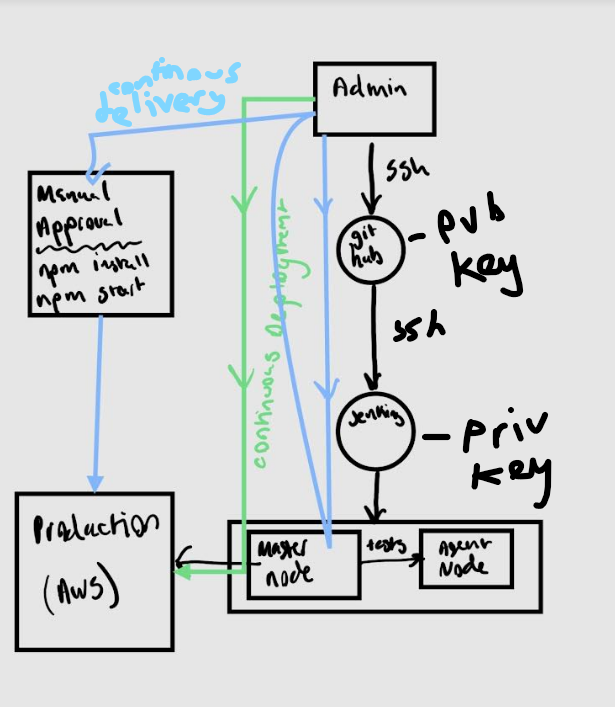 continous
delivery
Admin
ssh
Manual
Approval
npm install
npm start
git
hub
- pub
key
continuous deployment
ssh
jenkins
- priv
key
Production
(AWS)
Master
node
tests
Agent
Node